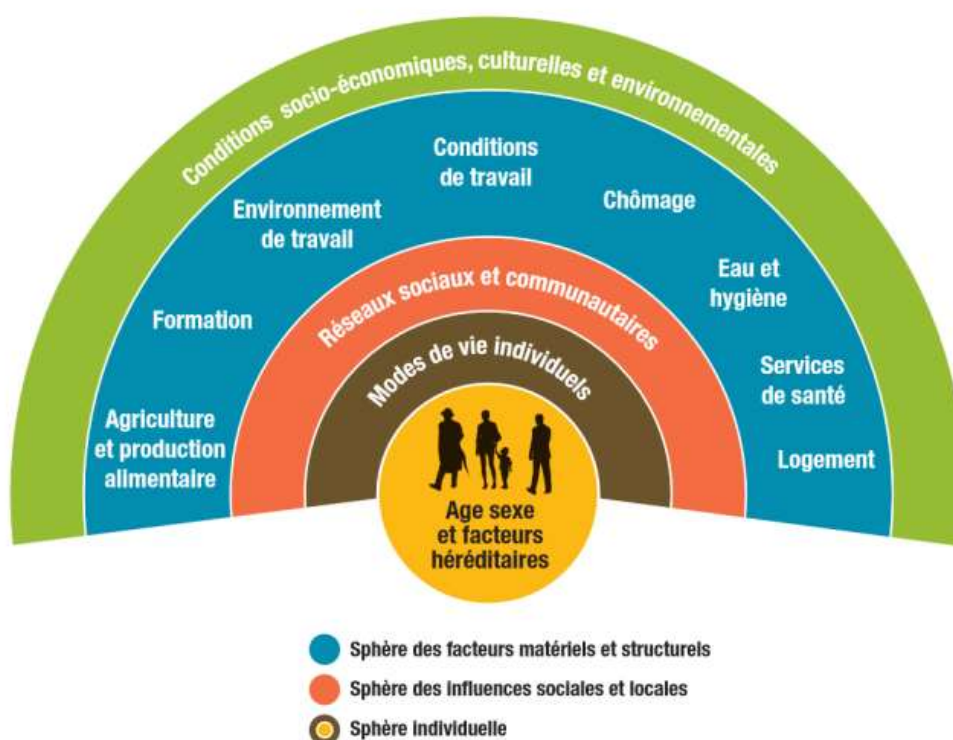 Conditions socio-économiques, culturelles et environnementales
Conditions
de travail
Environnement
de travail
Chômage
Formation
Eau et
hygiène
Agriculture
et production
alimentaire
Services
de santé
Logement
Réseaux sociaux et communautaires
Modes de vie individuels
Age sexe
et facteurs
héréditaires
Sphère des facteurs matériels et structurels
Sphère des influences sociales et locales
Sphère individuelle